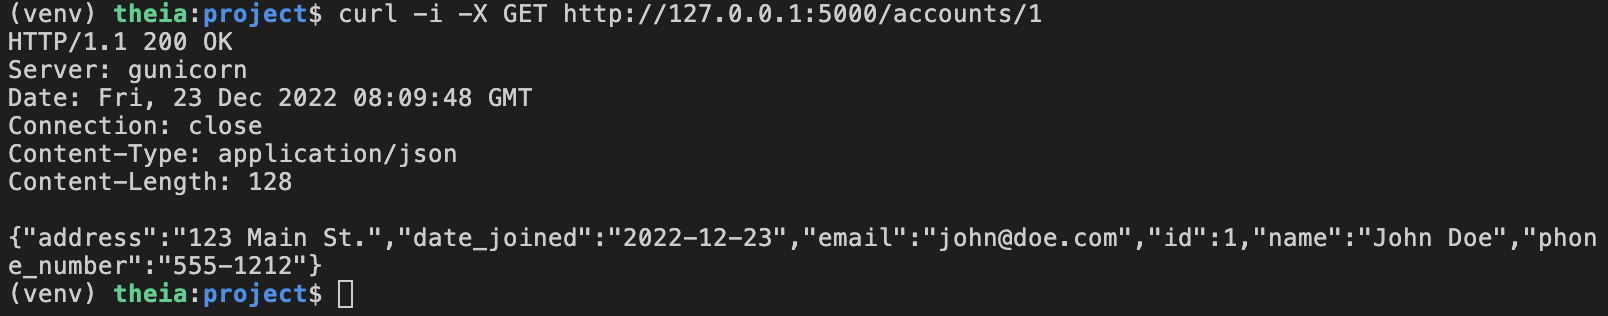 (venv) theia:project$ curl -i -X GET http://127.0.0.1:5000/accounts/1
HTTP/1.1 200 OK
Server: gunicorn
Date: Fri, 23 Dec 2022 08:09:48 GMT
Connection: close
Content-Type: application/json
Content-Length: 128

{"address":"123 Main St.","date_joined":"2022-12-23","email":"john@doe.com","id":1,"name":"John Doe","phon
e_number":"555-1212"}
(venv) theia:project$